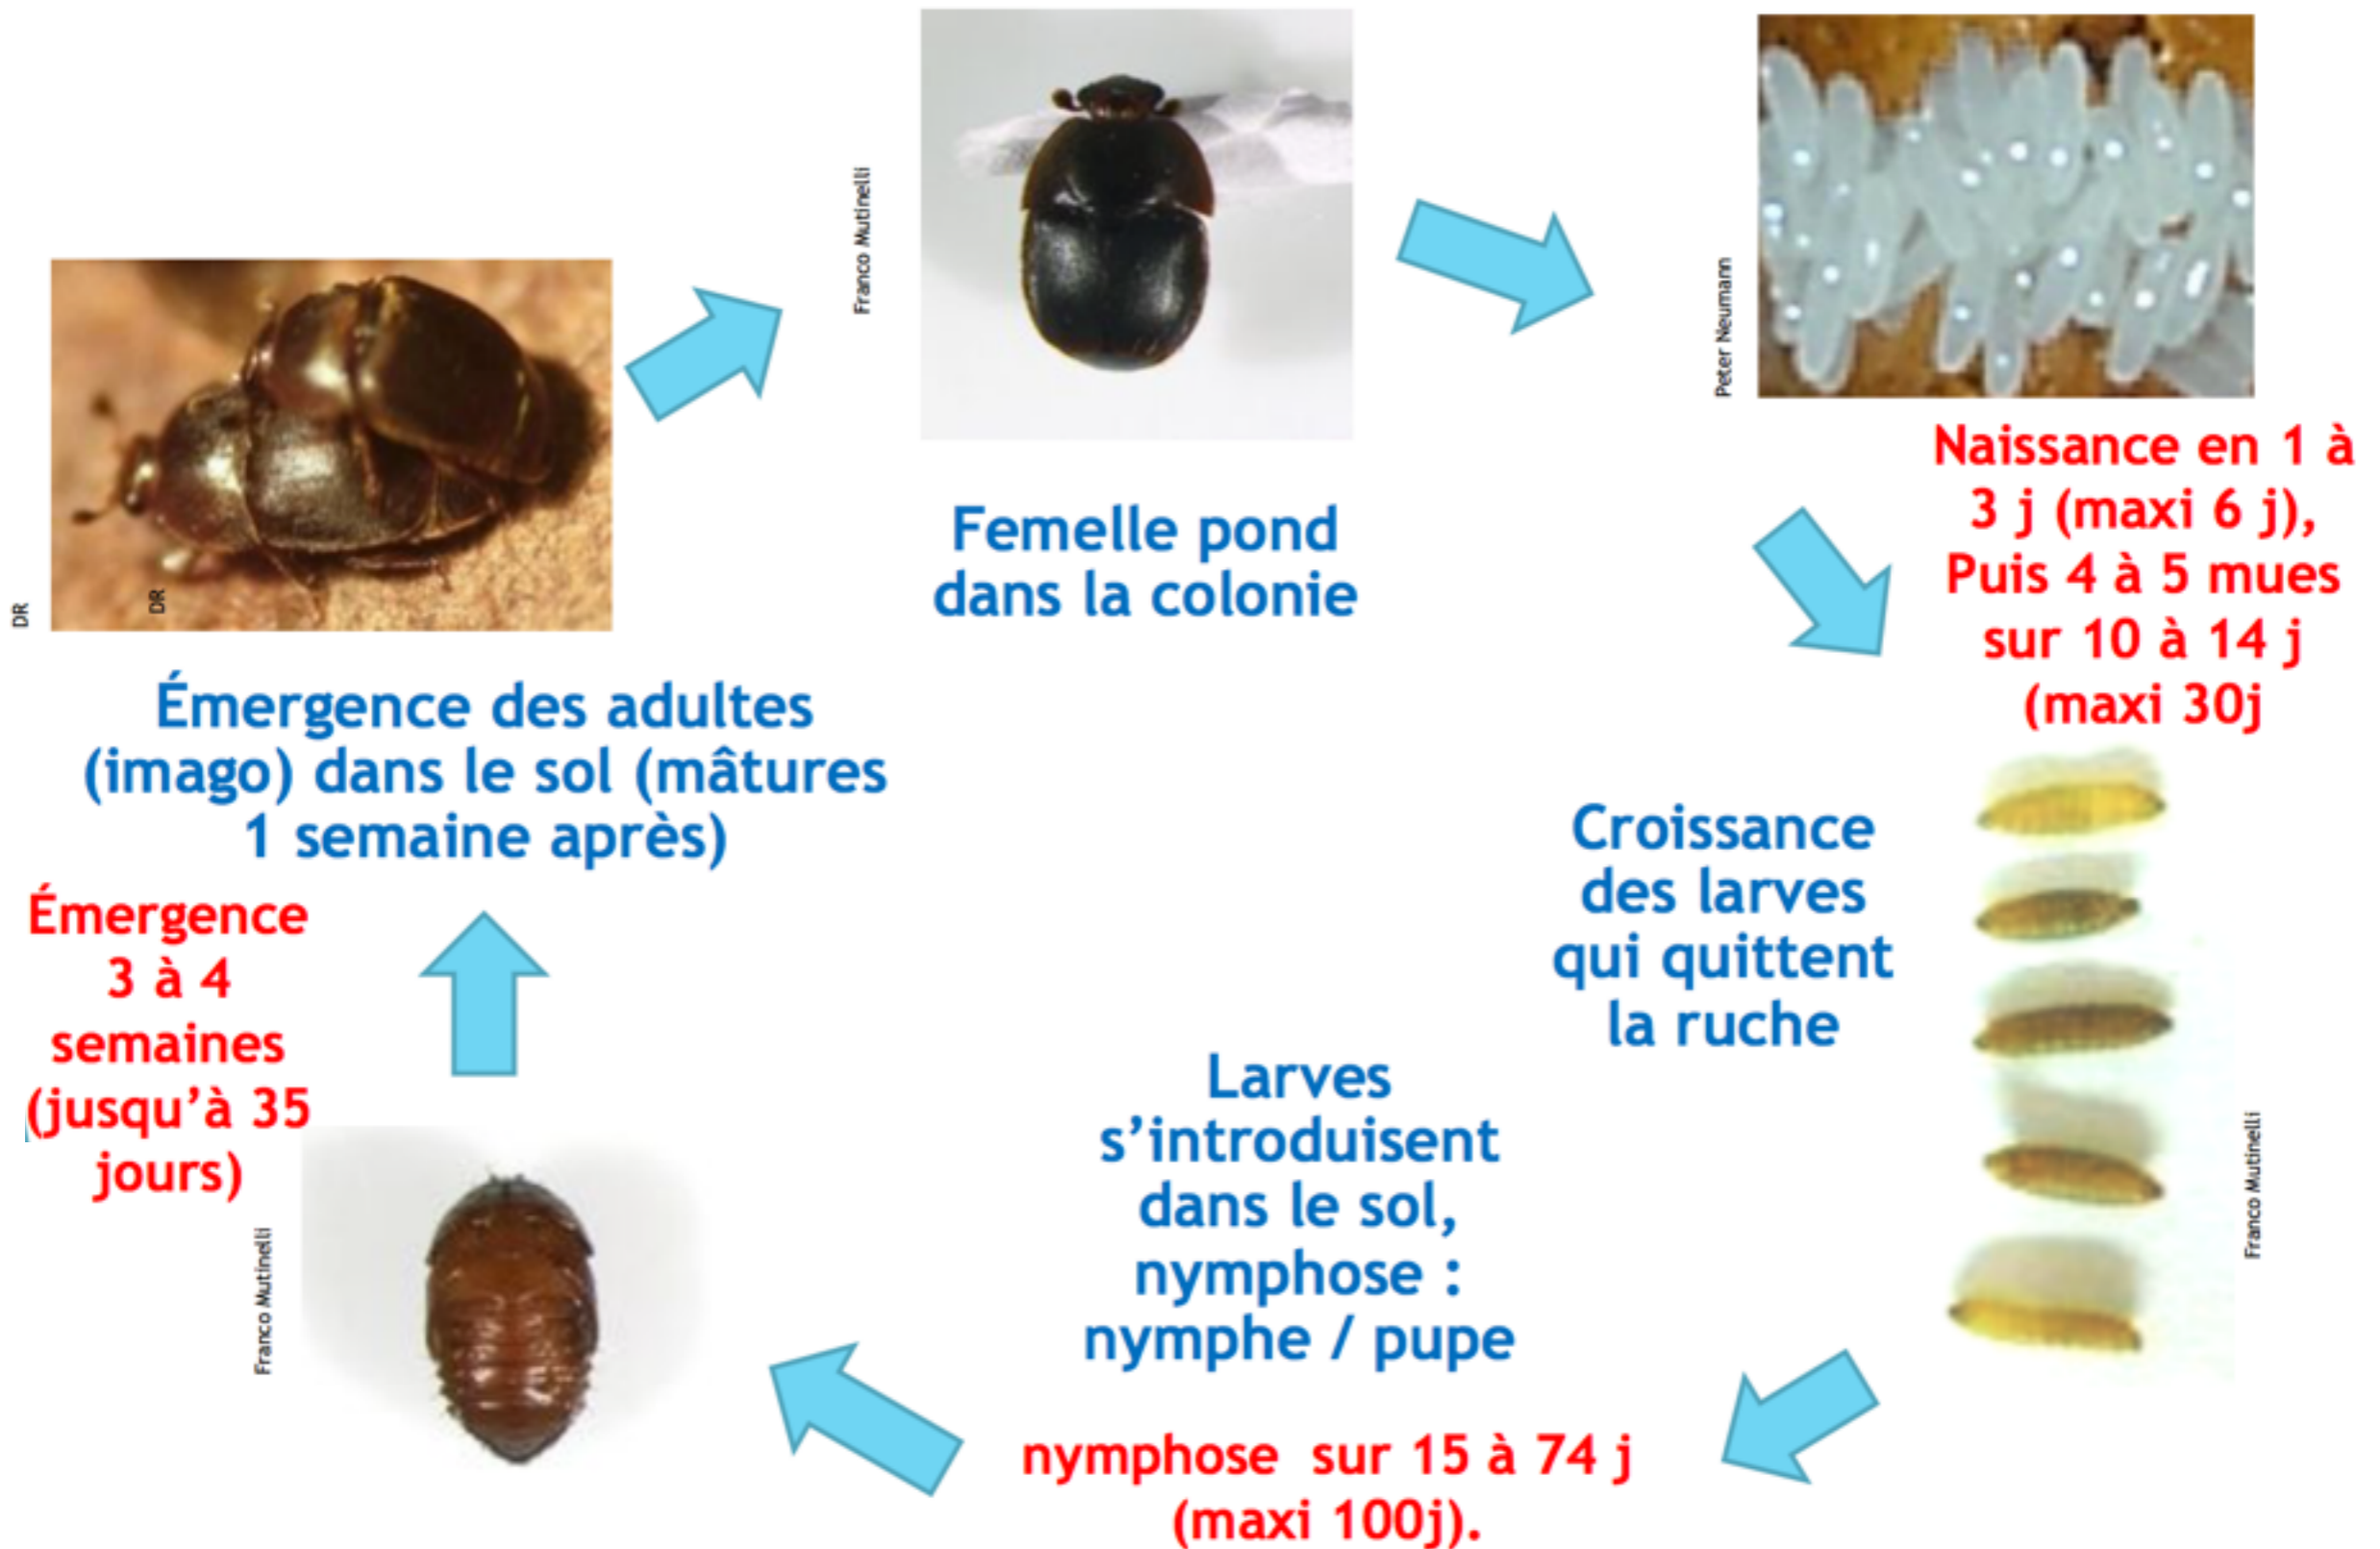 Franco Mutinelli
Peter Neumann
DR
DR
Femelle pond
dans la colonie
Naissance en 1 à
3 j (maxi 6 j),
Puis 4 à 5 mues
sur 10 à 14 j
(maxi 30j
Émergence des adultes
(imago) dans le sol (mâtures
1 semaine après)
Croissance
des larves
qui quittent
la ruche
Franco Mutinelli
Émergence
3 à 4
semaines
(jusqu'à 35
jours)
Franco Mutinelli
Larves
s'introduisent
dans le sol,
nymphose :
nymphe / pupe
nymphose sur 15 à 74 j
(maxi 100j).